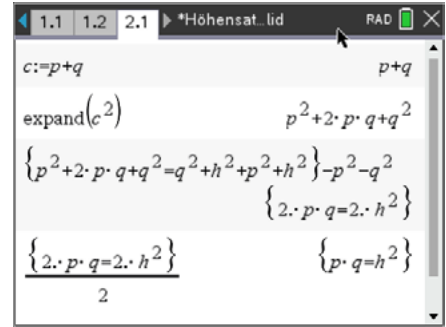 1.1 1.2 2.1 *Höhensat…lid RAD
c:=p+q p+q
expand(c²) p²+2·p·q+q²
{p²+2·p·q+q²=q²+h²+p²+h²}-p²-q²
{2.·p·q=2.·h²}
{2.·p·q=2.·h²} {p·q=h²}
2